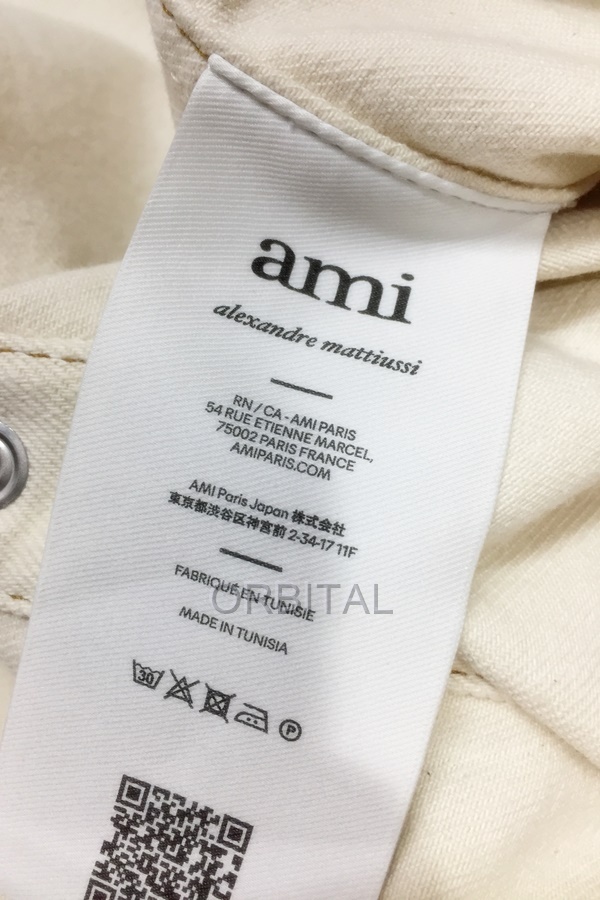 ami
alexandre mattiussi
RN / CA - AMI PARIS
54 RUE ETIENNE MARCEL,
75002 PARIS FRANCE
AMIPARIS.COM
AMI Paris Japan 株式会社
東京都渋谷区神宮前 2-34-17 11F
FABRIQUÉ EN TUNISIE
ORBITAL
MADE IN TUNISIA
30
P